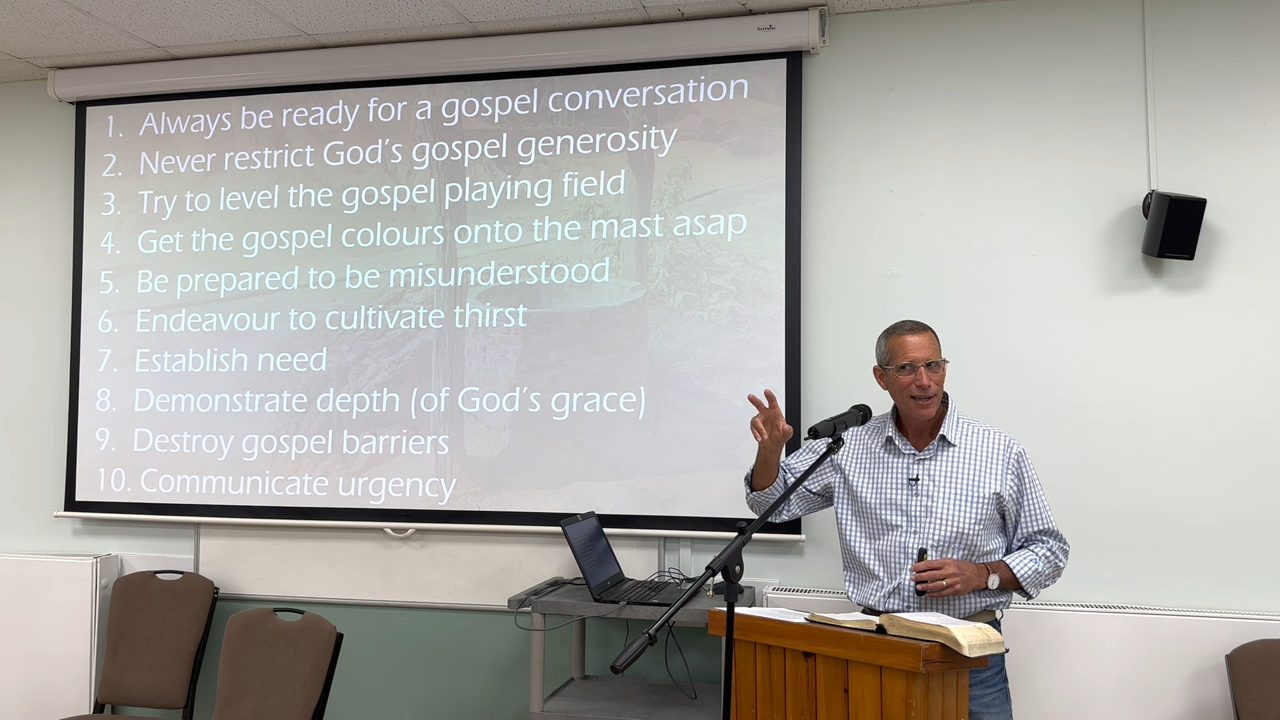 1. Always be ready for a gospel conversation
2. Never restrict God's gospel generosity
3. Try to level the gospel playing field
4. Get the gospel colours onto the mast asap
5. Be prepared to be misunderstood
6. Endeavour to cultivate thirst
7. Establish need
8. Demonstrate depth (of God's grace)
9. Destroy gospel barriers
10. Communicate urgency